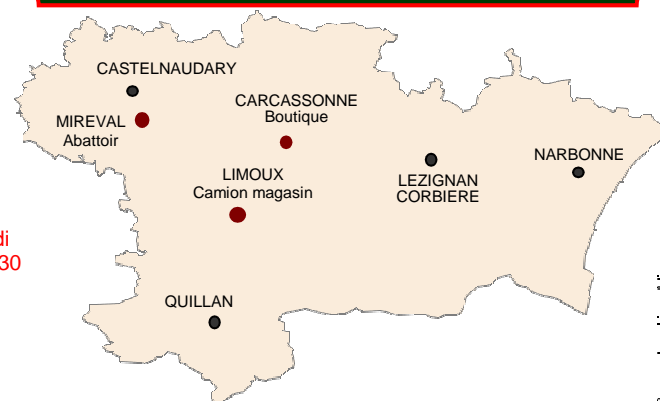 CASTELNAUDARY
CARCASSONNE
Boutique
MIREVAL
Abattoir
NARBONNE
LIMOUX
Camion magasin
LEZIGNAN
CORBIERE
di
30
QUILLAN